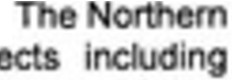 The Northern
ects including